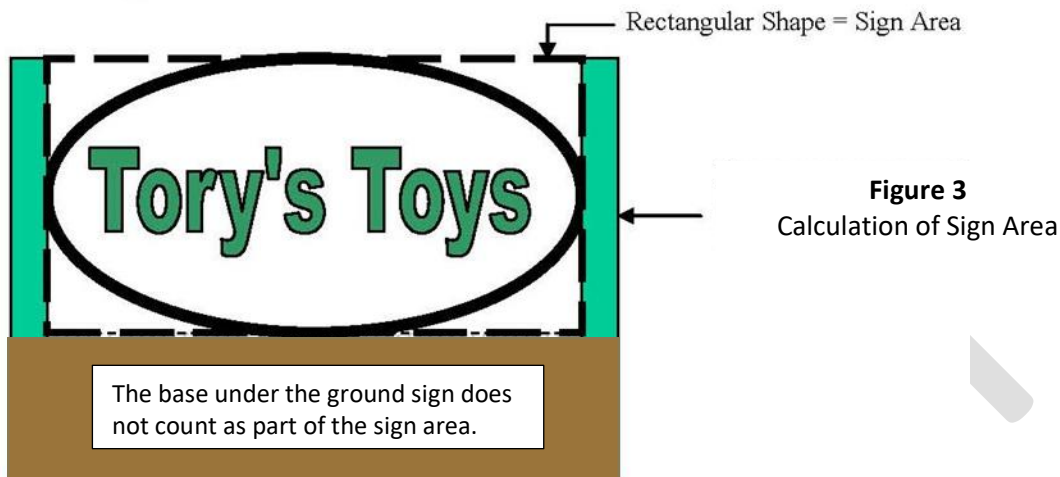 Rectangular Shape = Sign Area
Tory's Toys
Figure 3
Calculation of Sign Area
The base under the ground sign does
not count as part of the sign area.